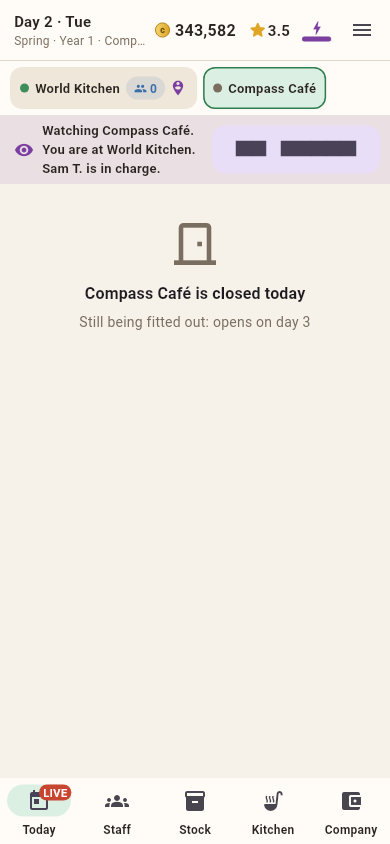 Day 2 · Tue
Spring · Year 1 · Comp...
343,582
3.5
World Kitchen
0
Compass Café
Watching Compass Café.
You are at World Kitchen.
Sam T. is in charge.
Compass Café is closed today
Still being fitted out: opens on day 3
LIVE
Today
Staff
Stock
Kitchen
Company